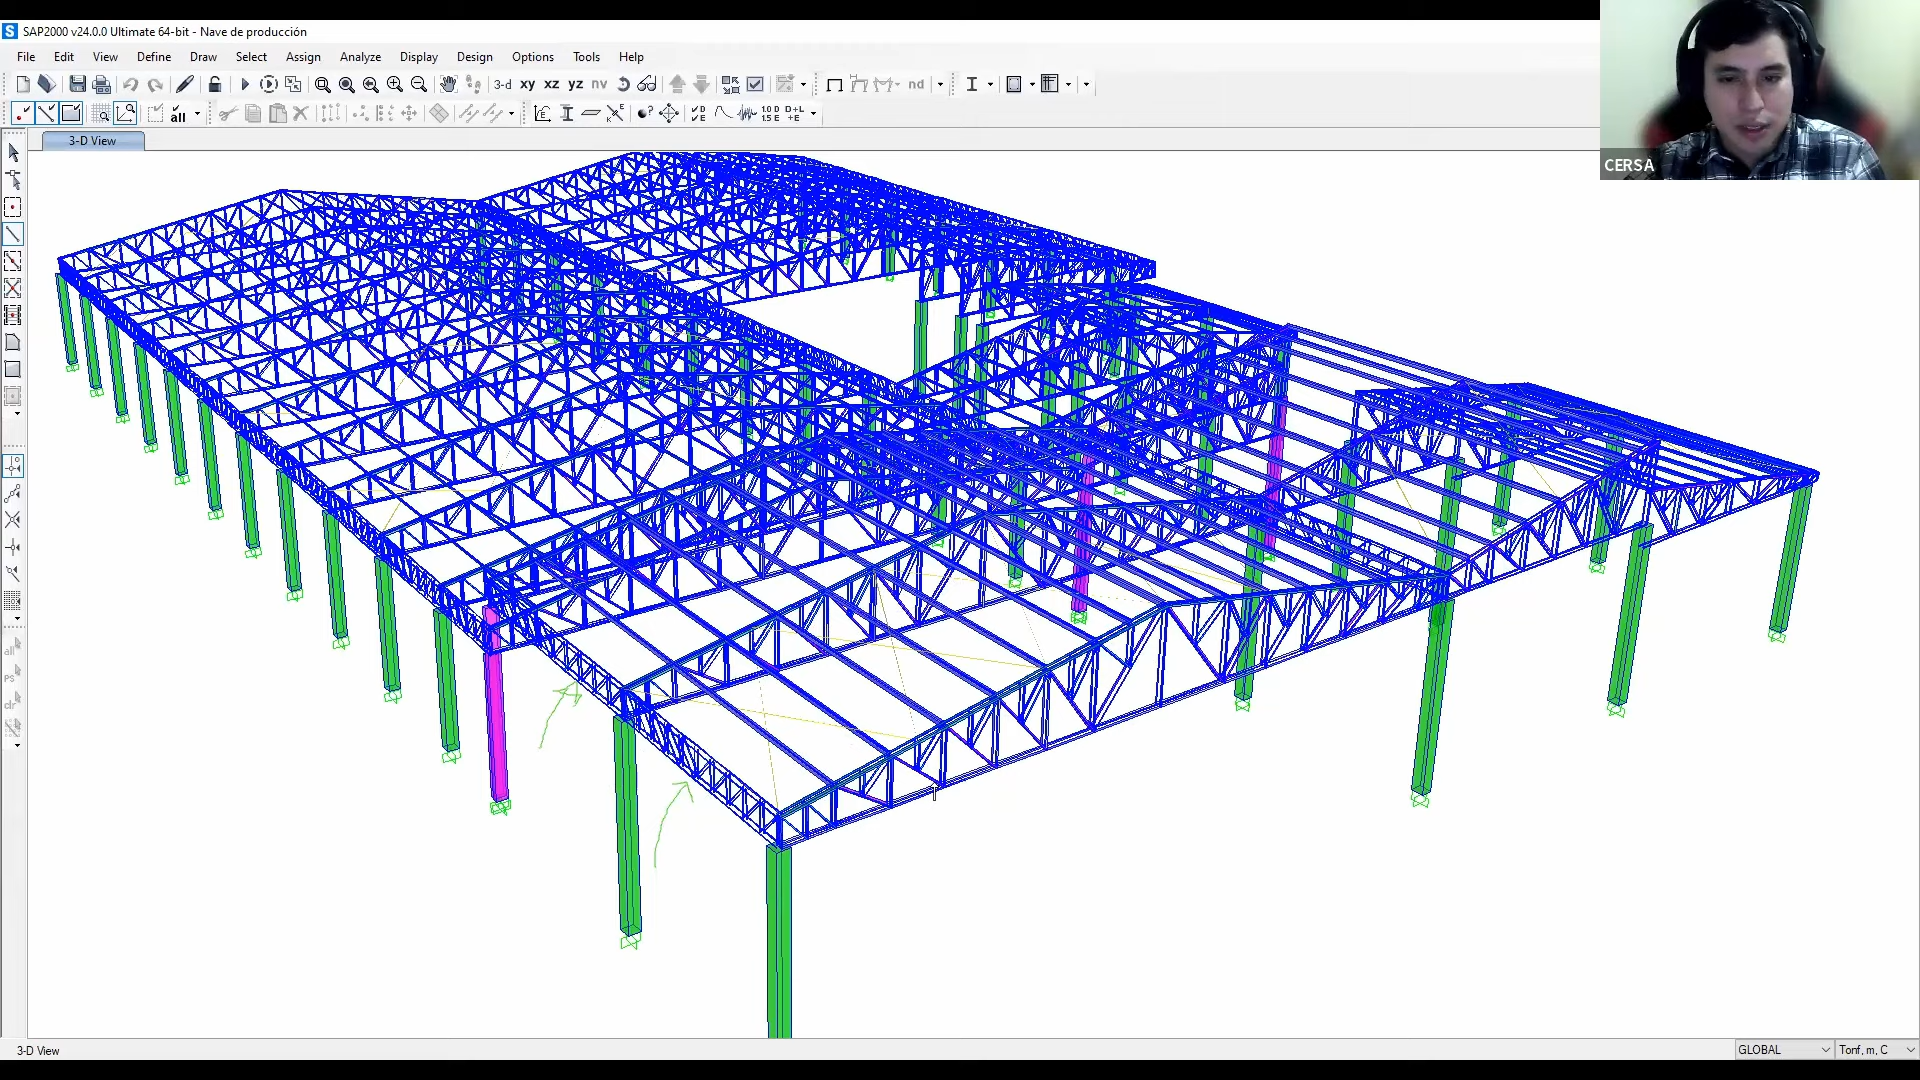 SAP2000 v24.0.0 Ultimate 64-bit - Nave de producción
File Edit View Define Draw Select Assign Analyze Display Design Options Tools Help
3-d xy xz yz nv nd
all
3-D View
CERSA
3-D View
GLOBAL
Tonf, m, C